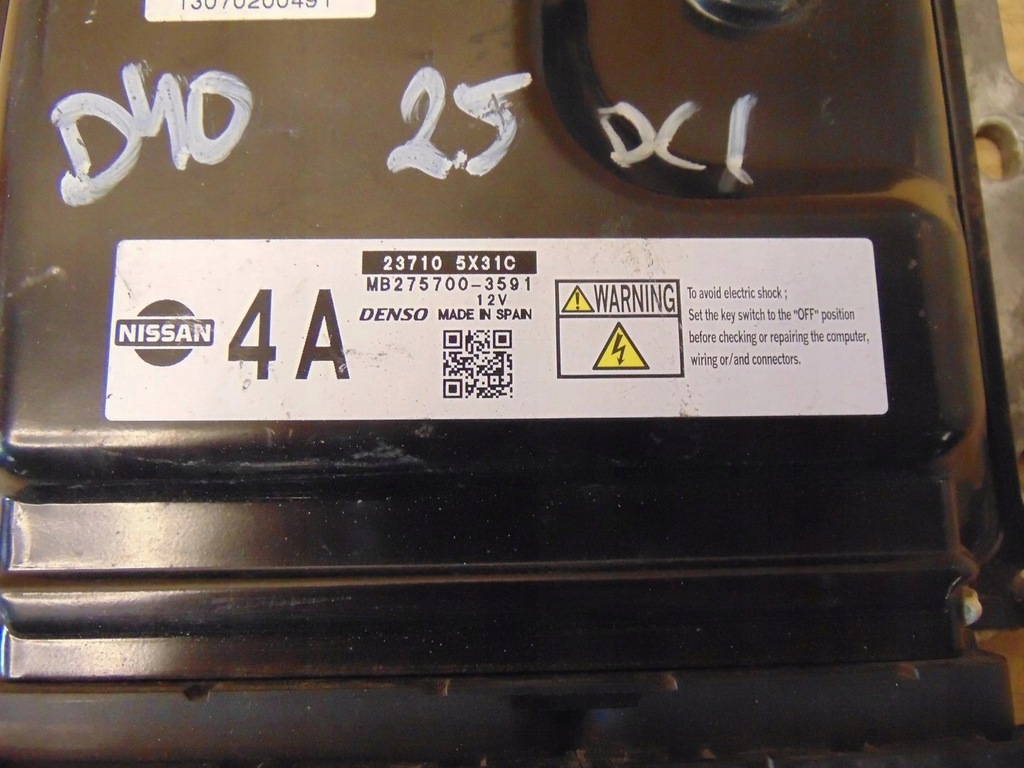 13070200491
D40 2.5 DCI
23710 5X31C
MB275700-3591
12V
DENSO MADE IN SPAIN
NISSAN
4A
WARNING
To avoid electric shock ;
Set the key switch to the "OFF" position
before checking or repairing the computer,
wiring or/and connectors.